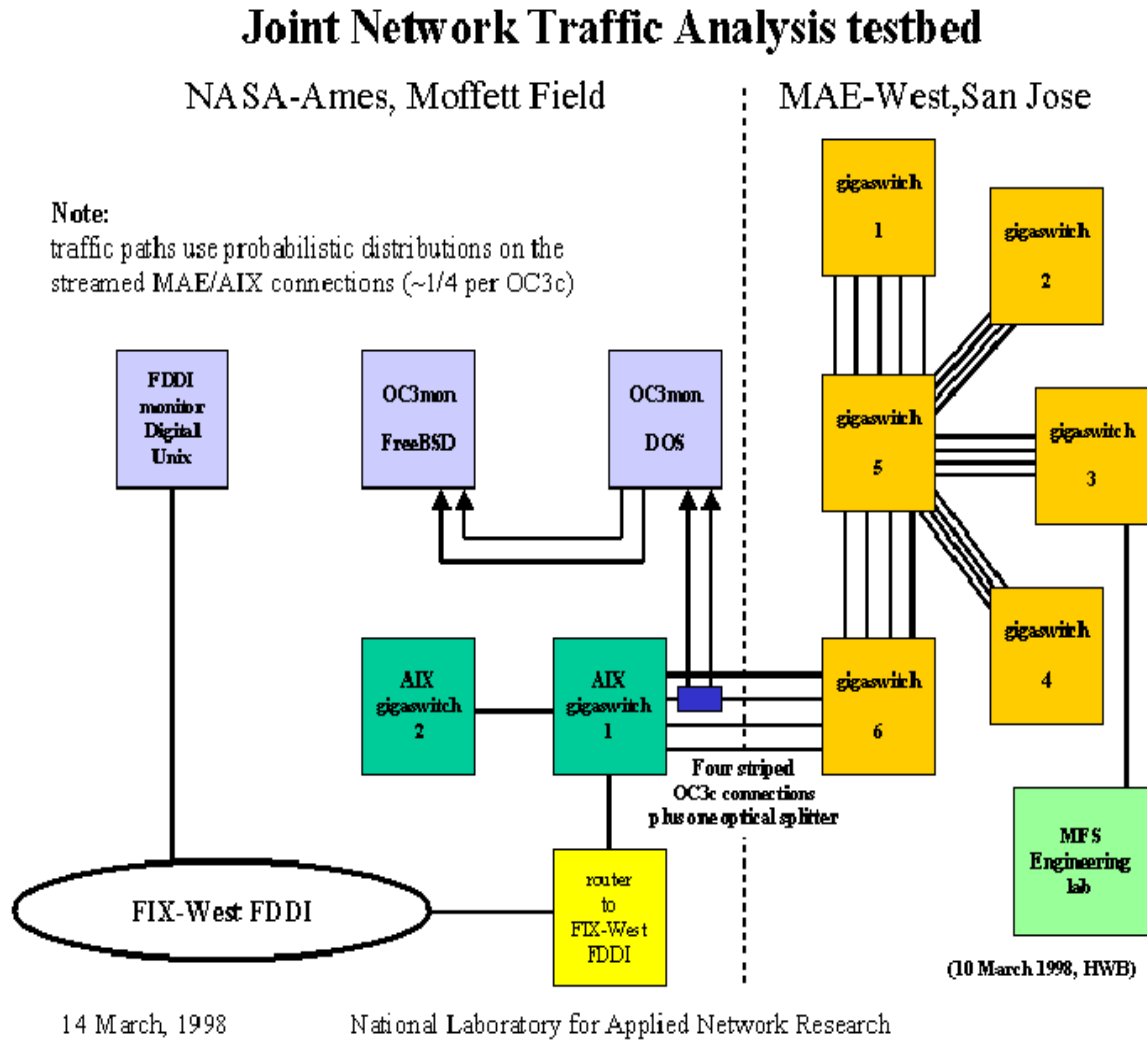 Joint Network Traffic Analysis testbed
NASA-Ames, Moffett Field
MAE-West,San Jose
Note:
traffic paths use probabilistic distributions on the
streamed MAE/AIX connections (~1/4 per OC3c)
gigaswitch
1
gigaswitch
2
FDDI
monitor
Digital
Unix
OC3mon
FreeBSD
OC3mon
DOS
gigaswitch
5
gigaswitch
3
gigaswitch
4
AIX
gigaswitch
2
AIX
gigaswitch
1
gigaswitch
6
Four striped
OC3c connections
plus one optical splitter
MFS
Engineering
lab
FIX-West FDDI
router
to
FIX-West
FDDI
(10 March 1998, HWB)
14 March, 1998
National Laboratory for Applied Network Research